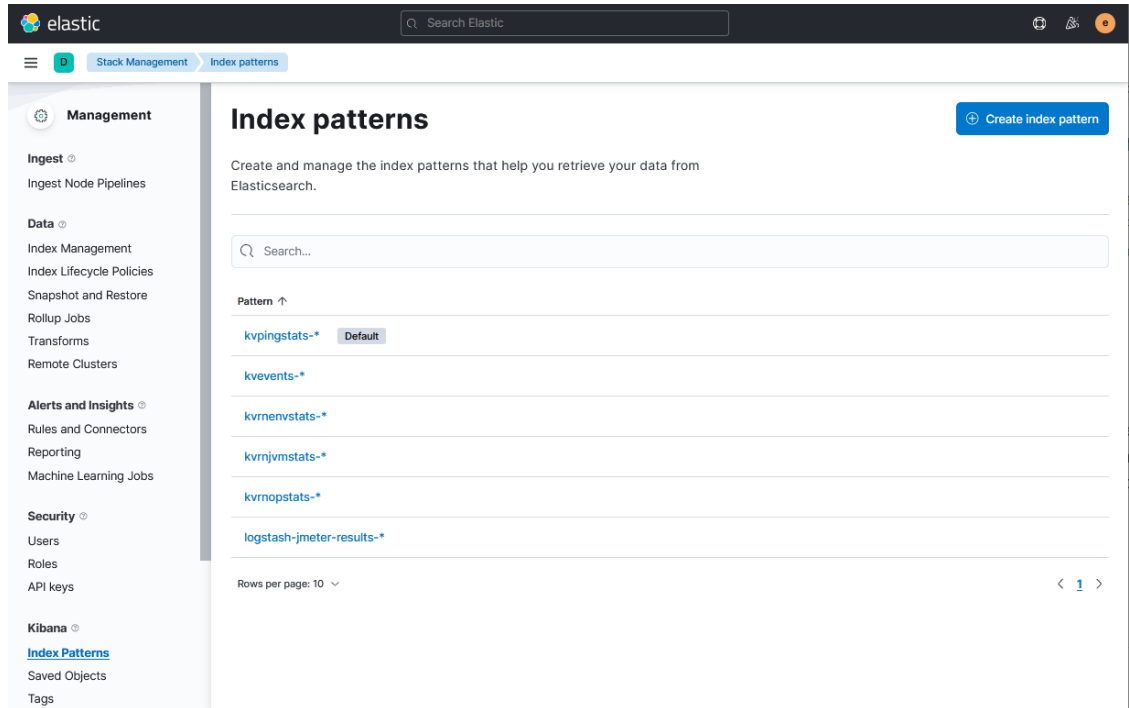 elastic
Search Elastic
e
D
Stack Management
Index patterns
Management
Ingest
Ingest Node Pipelines
Data
Index Management
Index Lifecycle Policies
Snapshot and Restore
Rollup Jobs
Transforms
Remote Clusters
Alerts and Insights
Rules and Connectors
Reporting
Machine Learning Jobs
Security
Users
Roles
API keys
Kibana
Index Patterns
Saved Objects
Tags
Index patterns
Create index pattern
Create and manage the index patterns that help you retrieve your data from
Elasticsearch.
Search...
Pattern
kvpingstats-* Default
kvevents-*
kvrnenvstats-*
kvrnjvmstats-*
kvrnopstats-*
logstash-jmeter-results-*
Rows per page: 10
1